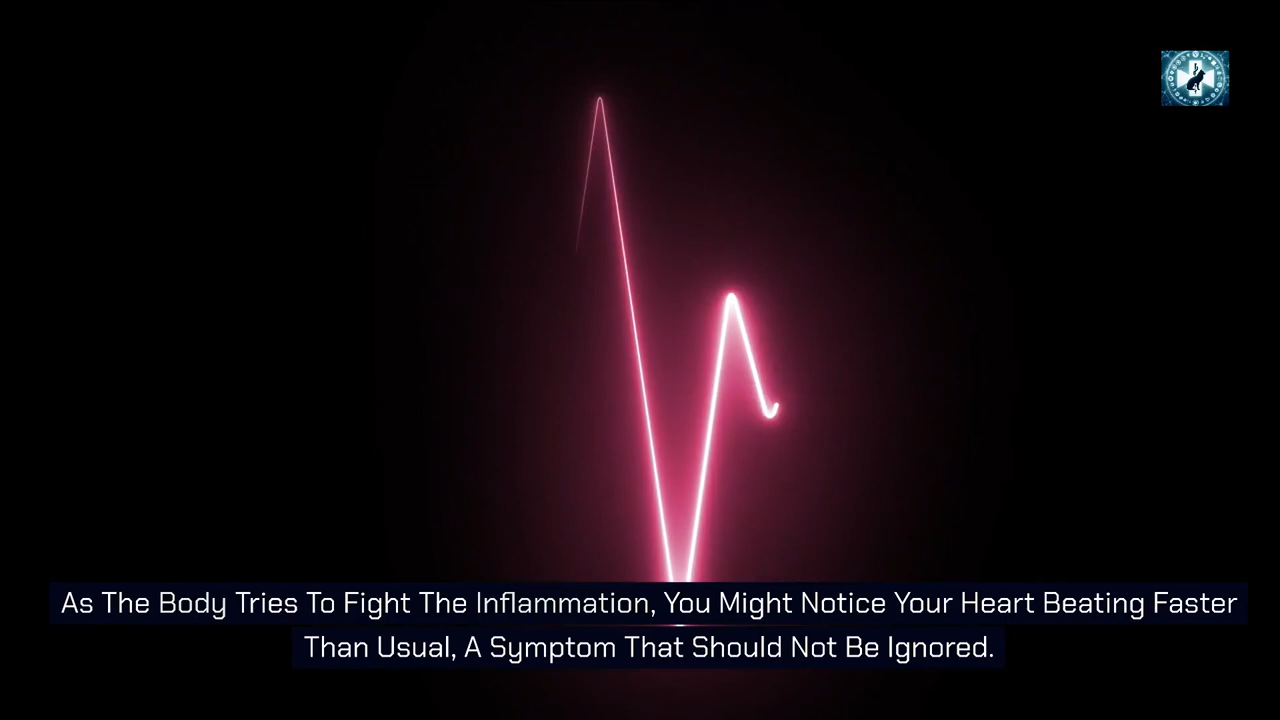 As The Body Tries To Fight The Inflammation, You Might Notice Your Heart Beating Faster
Than Usual, A Symptom That Should Not Be Ignored.